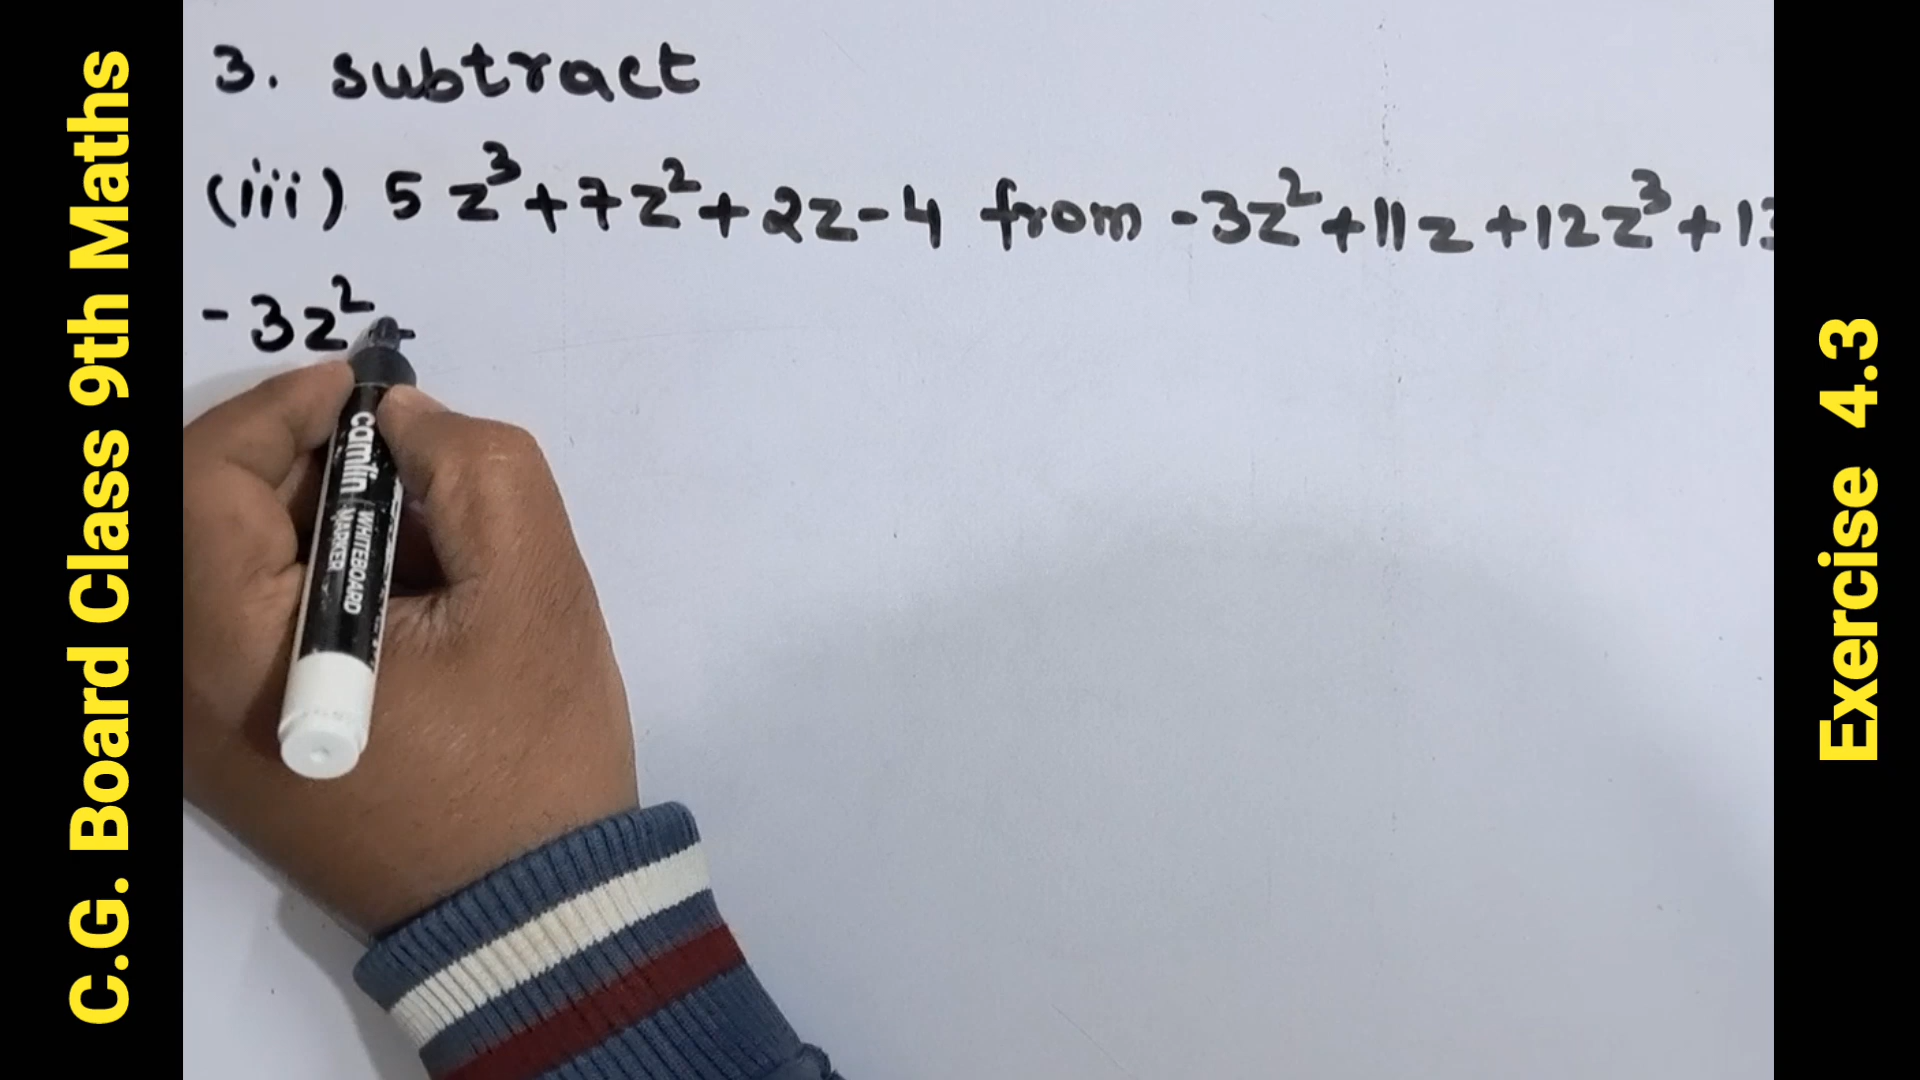 C.G. Board Class 9th Maths
3. subtract
(iii) 5z³+7z²+2z-4 from -3z²+11z+12z³+13
-3z²+
camlin
WHITEBOARD
MARKER
Exercise 4.3